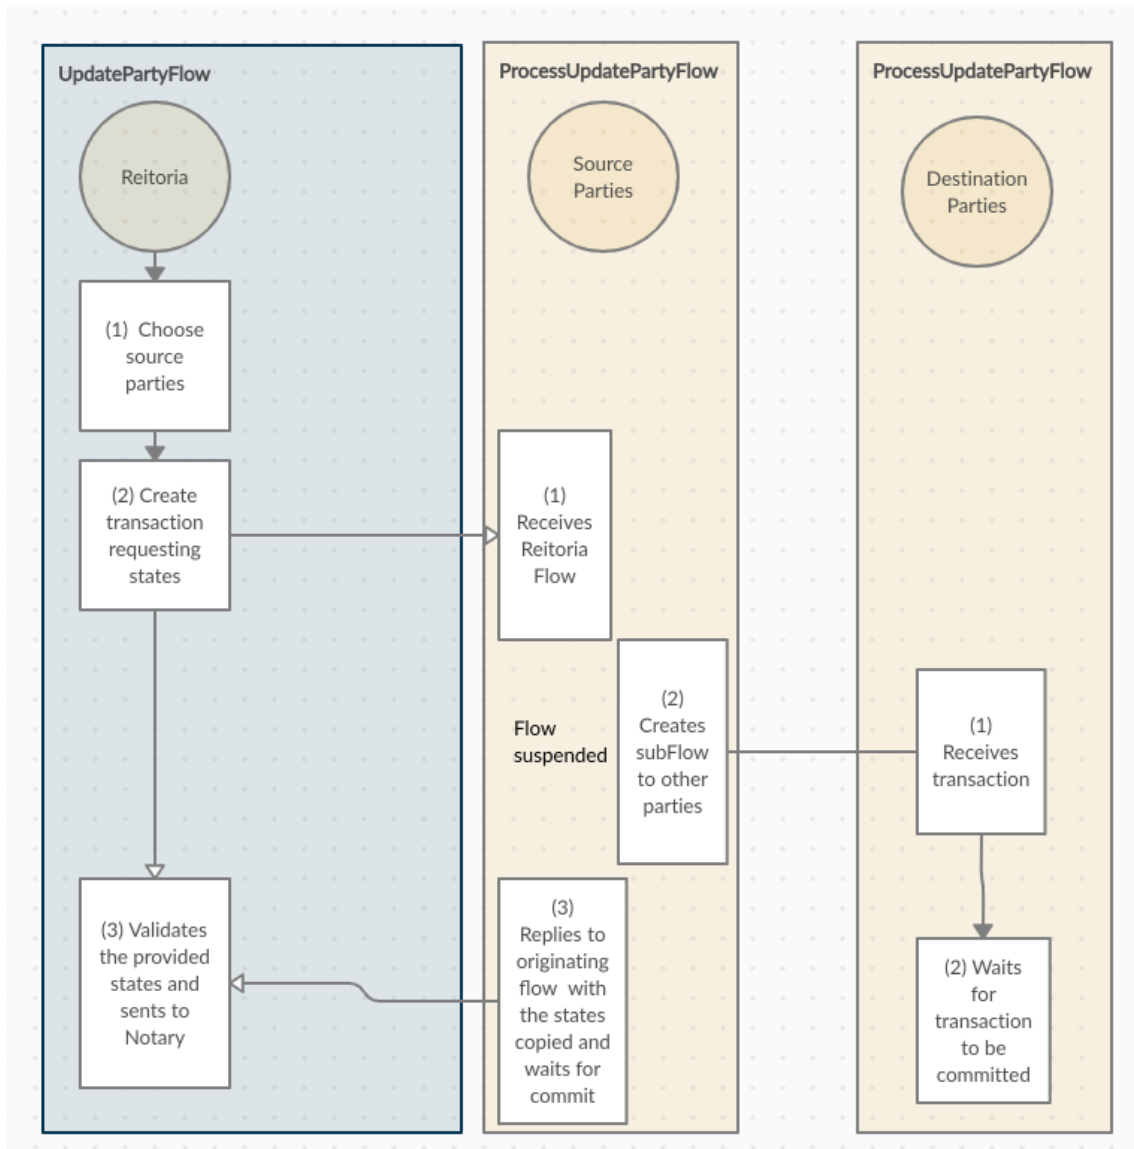 UpdatePartyFlow
Reitoria
(1) Choose
source
parties
(2) Create
transaction
requesting
states
(3) Validates
the provided
states and
sents to
Notary
ProcessUpdatePartyFlow
Source
Parties
(1)
Receives
Reitoria
Flow
Flow
suspended
(2)
Creates
subFlow
to other
parties
(3)
Replies to
originating
flow with
the states
copied and
waits for
commit
ProcessUpdatePartyFlow
Destination
Parties
(1)
Receives
transaction
(2) Waits
for
transaction
to be
committed